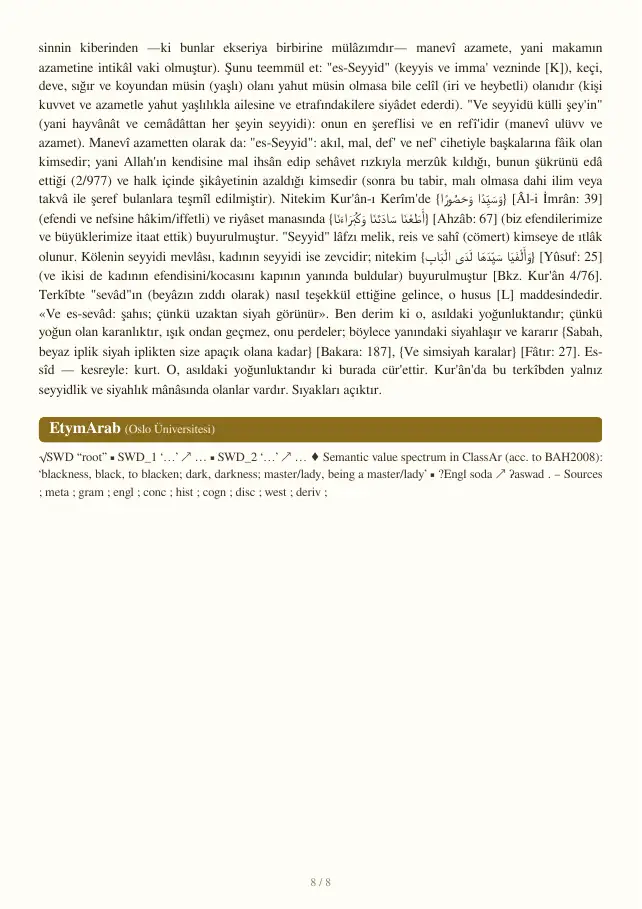 sinnin kiberinden —ki bunlar ekseriya birbirine mülâzımdır— manevî azamete, yani makamın
azametine intikâl vaki olmuştur). Şunu teemmül et: "es-Seyyid" (keyyis ve imma' vezninde [K]), keçi,
deve, sığır ve koyundan müsin (yaşlı) olanı yahut müsin olmasa bile celîl (iri ve heybetli) olanıdır (kişi
kuvvet ve azametle yahut yaşlılıkla ailesine ve etrafındakilere siyâdet ederdi). "Ve seyyidü külli şey'in"
(yani hayvânât ve cemâdâttan her şeyin seyyidi): onun en şereflisi ve en refî'idir (manevî ulüvv ve
azamet). Manevî azametten olarak da: "es-Seyyid": akıl, mal, def' ve nef' cihetiyle başkalarına fâik olan
kimsedir; yani Allah'ın kendisine mal ihsân edip sehâvet rızkıyla merzûk kıldığı, bunun şükrünü edâ
ettiği (2/977) ve halk içinde şikâyetinin azaldığı kimsedir (sonra bu tabir, malı olmasa dahi ilim veya
takvâ ile şeref bulanlara teşmîl edilmiştir). Nitekim Kur'ân-ı Kerîm'de {وَسَيِّدًا وَحَصُورًا} [Âl-i İmrân: 39]
(efendi ve nefsine hâkim/iffetli) ve riyâset manasında {أَطَعْنَا سَادَتَنَا وَكُبَرَاءَنَا} [Ahzâb: 67] (biz efendilerimize
ve büyüklerimize itaat ettik) buyurulmuştur. "Seyyid" lâfzı melik, reis ve sahî (cömert) kimseye de ıtlâk
olunur. Kölenin seyyidi mevlâsı, kadının seyyidi ise zevcidir; nitekim {وَأَلْفَيَا سَيِّدَهَا لَدَى الْبَابِ} [Yûsuf: 25]
(ve ikisi de kadının efendisini/kocasını kapının yanında buldular) buyurulmuştur [Bkz. Kur'ân 4/76].
Terkîbte "sevâd"ın (beyâzın zıddı olarak) nasıl teşekkül ettiğine gelince, o husus [L] maddesindedir.
«Ve es-sevâd: şahıs; çünkü uzaktan siyah görünür». Ben derim ki o, asıldaki yoğunluktandır; çünkü
yoğun olan karanlıktır, ışık ondan geçmez, onu perdeler; böylece yanındaki siyahlaşır ve kararır {Sabah,
beyaz iplik siyah iplikten size apaçık olana kadar} [Bakara: 187], {Ve simsiyah karalar} [Fâtır: 27]. Es-
sîd — kesreyle: kurt. O, asıldaki yoğunluktandır ki burada cür'ettir. Kur'ân'da bu terkîbden yalnız
seyyidlik ve siyahlık mânâsında olanlar vardır. Sıyakları açıktır.
EtymArab (Oslo Üniversitesi)
√SWD “root” ▪ SWD_1 ‘…’ ↗ … ▪ SWD_2 ‘…’ ↗ … ♦ Semantic value spectrum in ClassAr (acc. to BAH2008):
‘blackness, black, to blacken; dark, darkness; master/lady, being a master/lady’ ▪ ?Engl soda ↗ ʔaswad . – Sources
; meta ; gram ; engl ; conc ; hist ; cogn ; disc ; west ; deriv ;
8 / 8